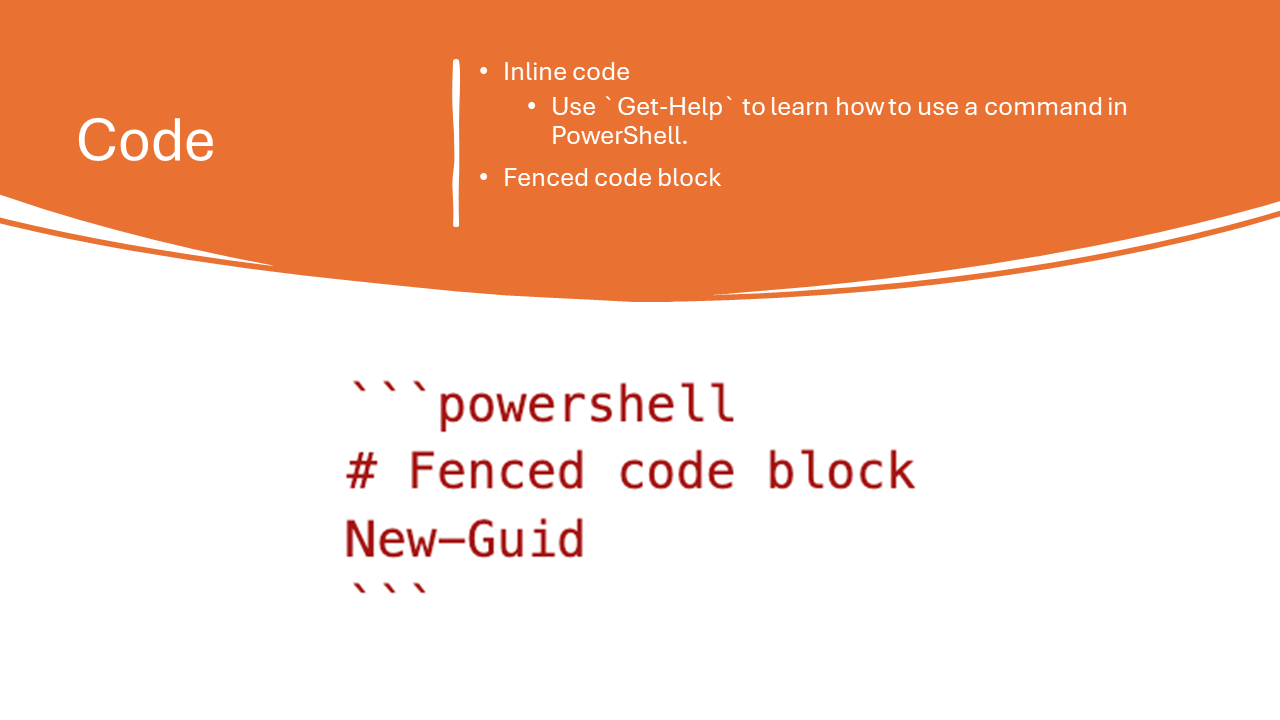 Code
• Inline code
• Use `Get-Help` to learn how to use a command in
PowerShell.
• Fenced code block
```powershell
# Fenced code block
New-Guid
```